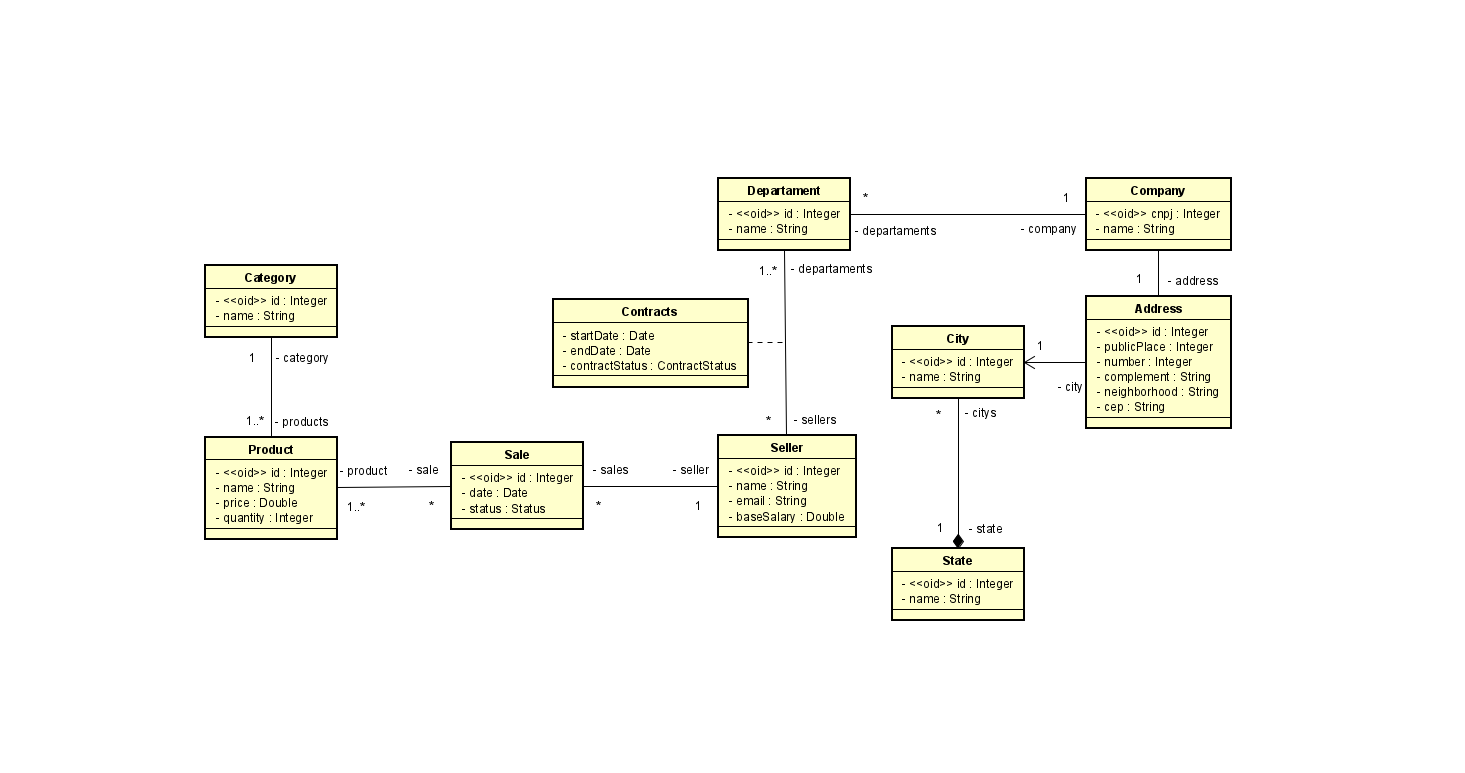 Departament
- <<oid>> id : Integer
- name : String
*
- departaments
1
- company
Company
- <<oid>> cnpj : Integer
- name : String
1..*
- departaments
1
- address
Category
- <<oid>> id : Integer
- name : String
Contracts
- startDate : Date
- endDate : Date
- contractStatus : ContractStatus
City
- <<oid>> id : Integer
- name : String
1
- city
Address
- <<oid>> id : Integer
- publicPlace : Integer
- number : Integer
- complement : String
- neighborhood : String
- cep : String
1
- category
1..*
- products
*
- sellers
*
- citys
Product
- <<oid>> id : Integer
- name : String
- price : Double
- quantity : Integer
- product
1..*
- sale
*
Sale
- <<oid>> id : Integer
- date : Date
- status : Status
- sales
*
- seller
1
Seller
- <<oid>> id : Integer
- name : String
- email : String
- baseSalary : Double
1
- state
State
- <<oid>> id : Integer
- name : String